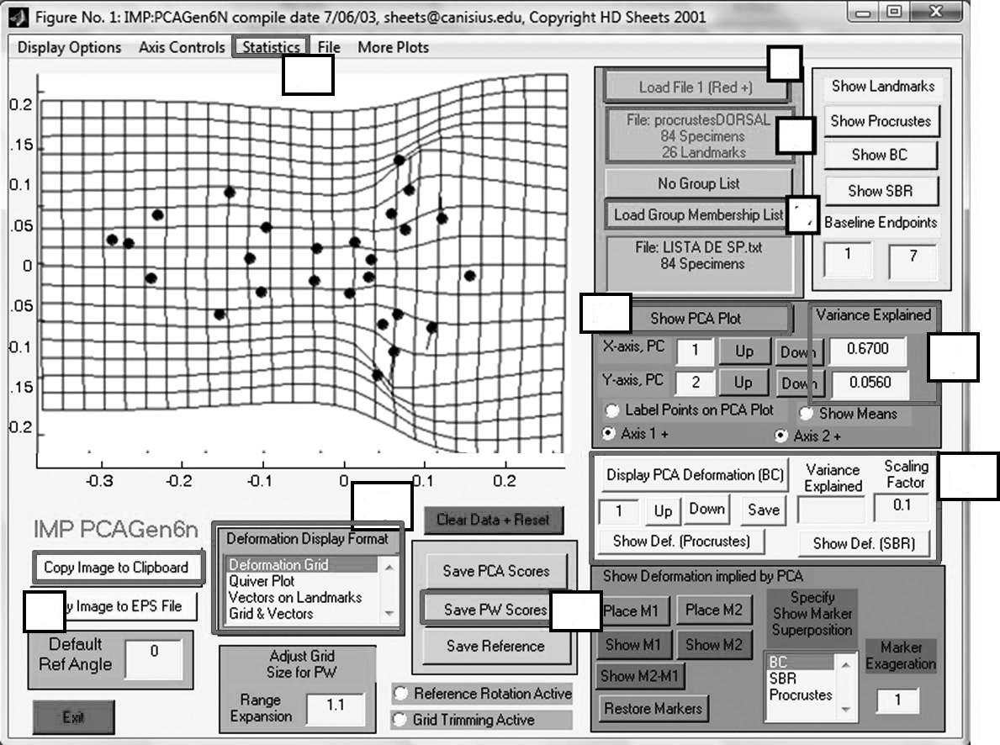 Figure No. 1: IMP:PCAGen6N compile date 7/06/03, sheets@canisius.edu, Copyright HD Sheets 2001
Display Options Axis Controls Statistics File More Plots
0.2
.15
0.1
.05
0
.05
0.1
.15
0.2
-0.3 -0.2 -0.1 0 0.1 0.2
Load File 1 (Red +)
File: procrustesDORSAL
84 Specimens
26 Landmarks
No Group List
Load Group Membership List
File: LISTA DE SP.txt
84 Specimens
Show Landmarks
Show Procrustes
Show BC
Show SBR
Baseline Endpoints
1 7
Show PCA Plot
Variance Explained
X-axis, PC 1 Up Down 0.6700
Y-axis, PC 2 Up Down 0.0560
Label Points on PCA Plot Show Means
Axis 1 + Axis 2 +
Display PCA Deformation (BC)
Variance
Explained
Scaling
Factor
1 Up Down Save 0.1
Show Def. (Procrustes) Show Def. (SBR)
IMP PCAGen6n
Copy Image to Clipboard
y Image to EPS File
Default
Ref Angle
0
Exit
Deformation Display Format
Deformation Grid
Quiver Plot
Vectors on Landmarks
Grid & Vectors
Adjust Grid
Size for PW
Range
Expansion
1.1
Clear Data + Reset
Save PCA Scores
Save PW Scores
Save Reference
Reference Rotation Active
Grid Trimming Active
Show Deformation implied by PCA
Place M1 Place M2
Show M1 Show M2
Show M2-M1
Restore Markers
Specify
Show Marker
Superposition
BC
SBR
Procrustes
Marker
Exageration
1